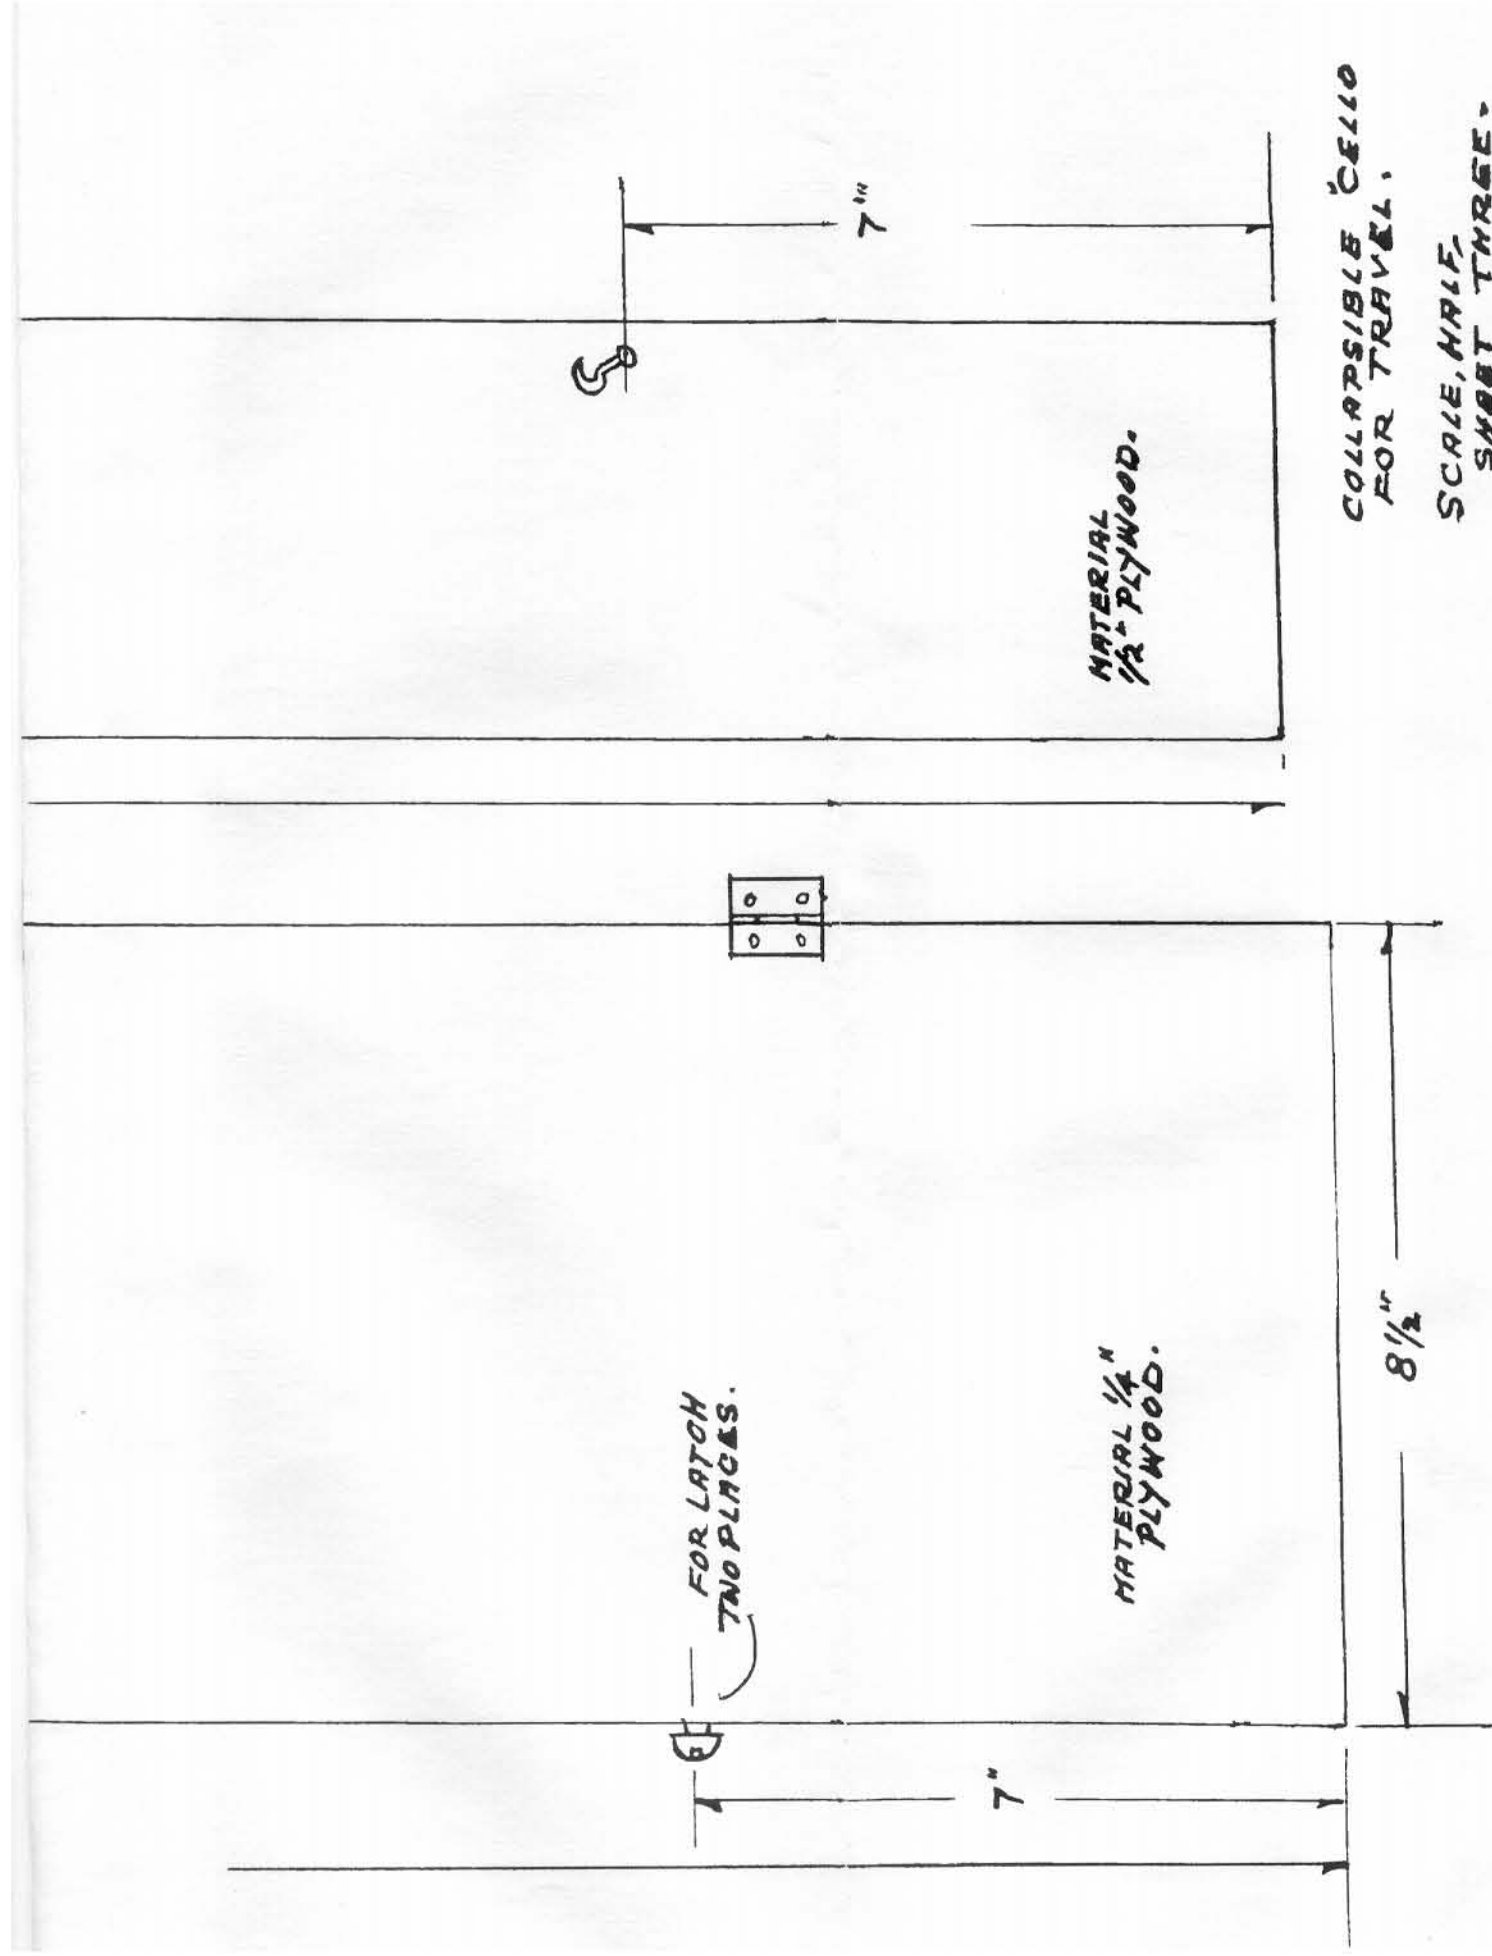 7"
MATERIAL
1/2" PLYWOOD.
FOR LATCH
TWO PLACES.
MATERIAL 1/4"
PLYWOOD.
7"
8 1/2"
COLLAPSIBLE 'CELLO
FOR TRAVEL.
SCALE, HALF.
SHEET THREE.